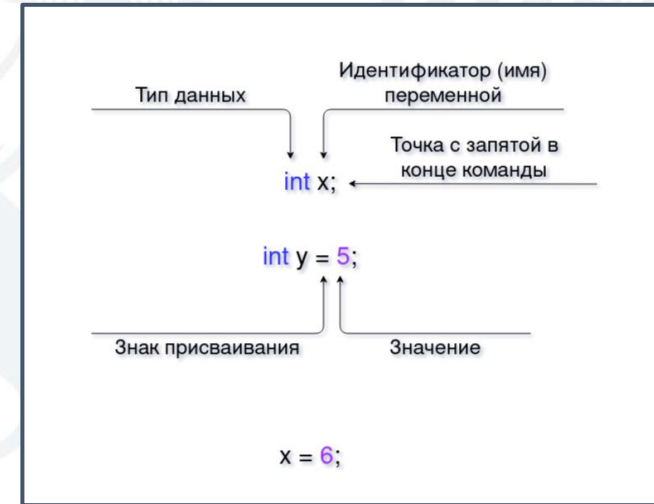 Тип данных
Идентификатор (имя)
переменной
Точка с запятой в
конце команды
int x;
int y = 5;
Знак присваивания
Значение
x = 6;